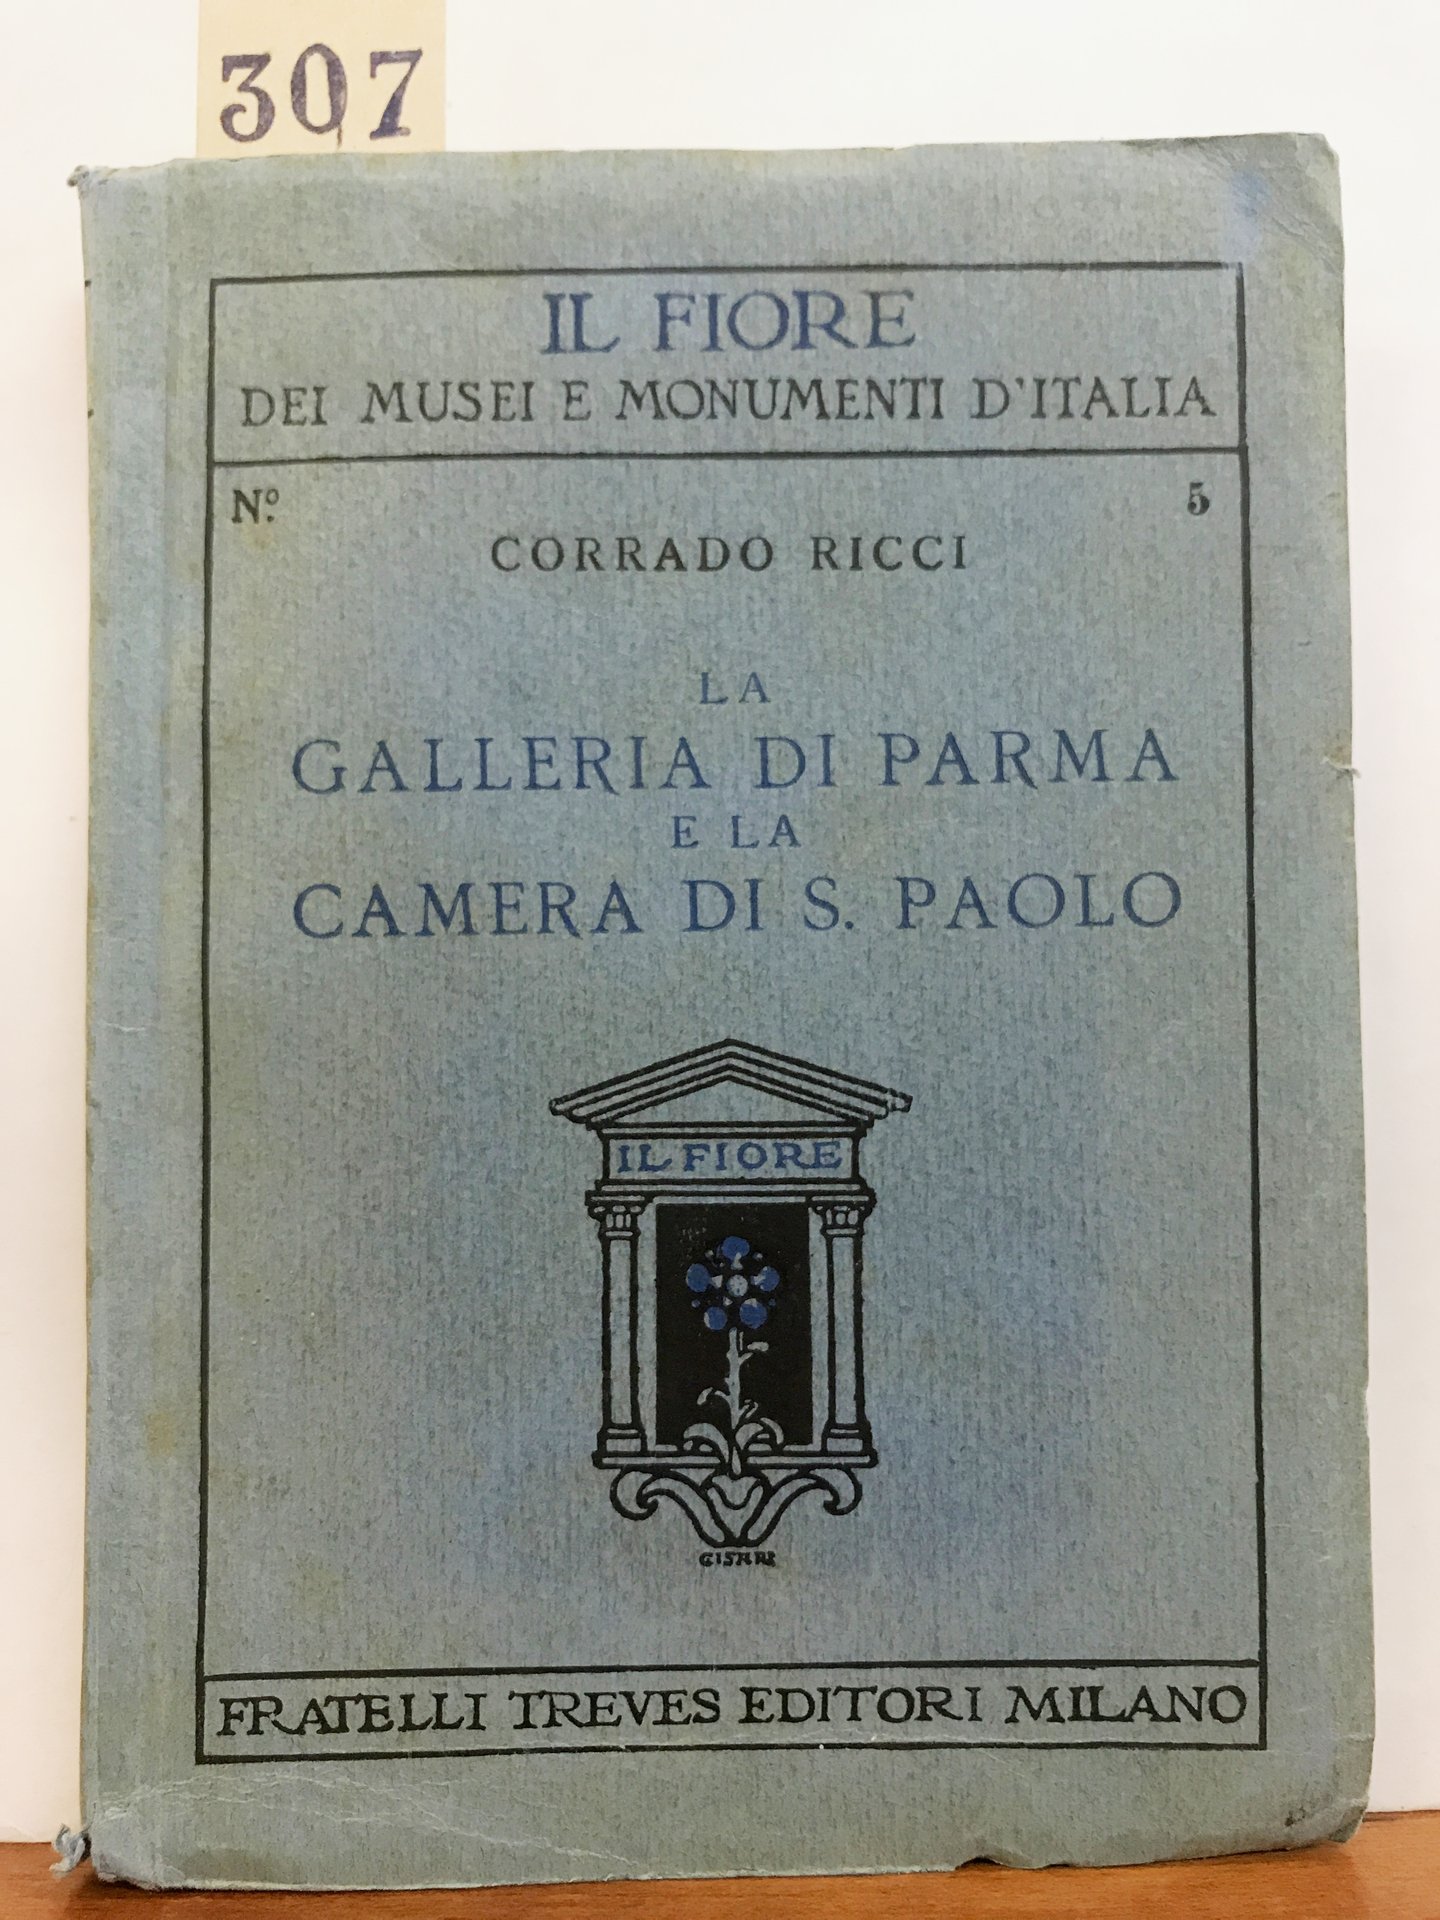 307
IL FIORE
DEI MUSEI E MONUMENTI D'ITALIA
Nº. 5
CORRADO RICCI
LA
GALLERIA DI PARMA
E LA
CAMERA DI S. PAOLO
IL FIORE
FRATELLI TREVES EDITORI MILANO